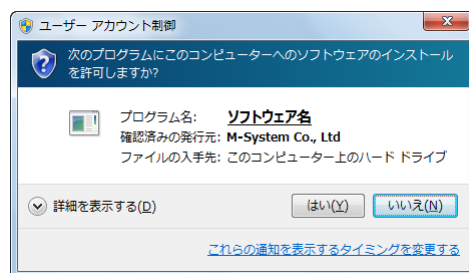 ユーザー アカウント制御
次のプログラムにこのコンピューターへのソフトウェアのインストール
を許可しますか?
プログラム名: ソフトウェア名
確認済みの発行元: M-System Co., Ltd
ファイルの入手先: このコンピューター上のハード ドライブ
詳細を表示する(D) はい(Y) いいえ(N)
これらの通知を表示するタイミングを変更する